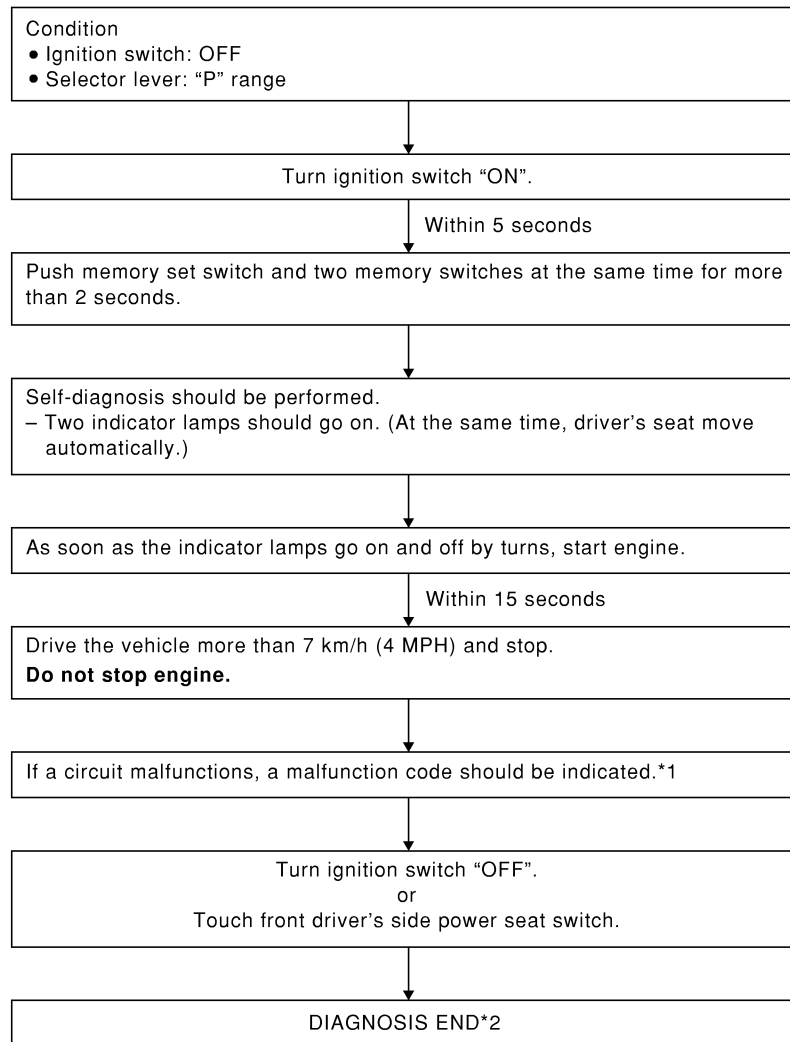 Condition
• Ignition switch: OFF
• Selector lever: “P” range
Turn ignition switch “ON”.
Within 5 seconds
Push memory set switch and two memory switches at the same time for more
than 2 seconds.
Self-diagnosis should be performed.
– Two indicator lamps should go on. (At the same time, driver’s seat move
automatically.)
As soon as the indicator lamps go on and off by turns, start engine.
Within 15 seconds
Drive the vehicle more than 7 km/h (4 MPH) and stop.
Do not stop engine.
If a circuit malfunctions, a malfunction code should be indicated.*1
Turn ignition switch “OFF”.
or
Touch front driver’s side power seat switch.
DIAGNOSIS END*2